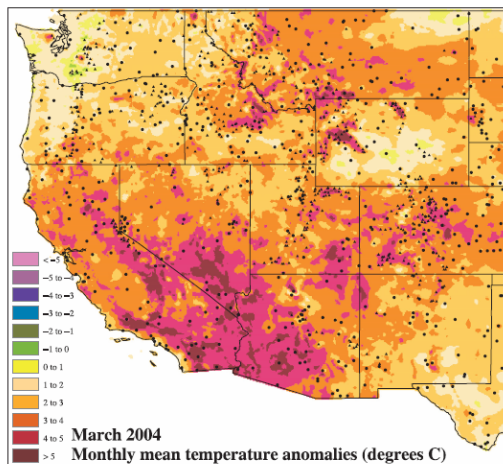 < −5
−5 to −4
−4 to −3
−3 to −2
−2 to −1
−1 to 0
0 to 1
1 to 2
2 to 3
3 to 4
4 to 5
> 5
March 2004
Monthly mean temperature anomalies (degrees C)